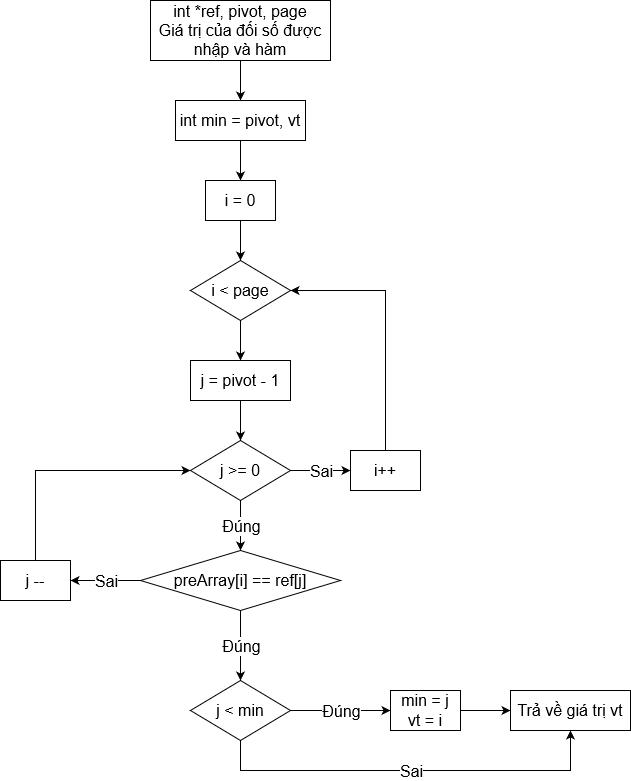 int *ref, pivot, page
Giá trị của đối số được
nhập và hàm
int min = pivot, vt
i = 0
i < page
j = pivot - 1
j >= 0
Sai
i++
Đúng
preArray[i] == ref[j]
Sai
j --
Đúng
j < min
Đúng
min = j
vt = i
Trả về giá trị vt
Sai